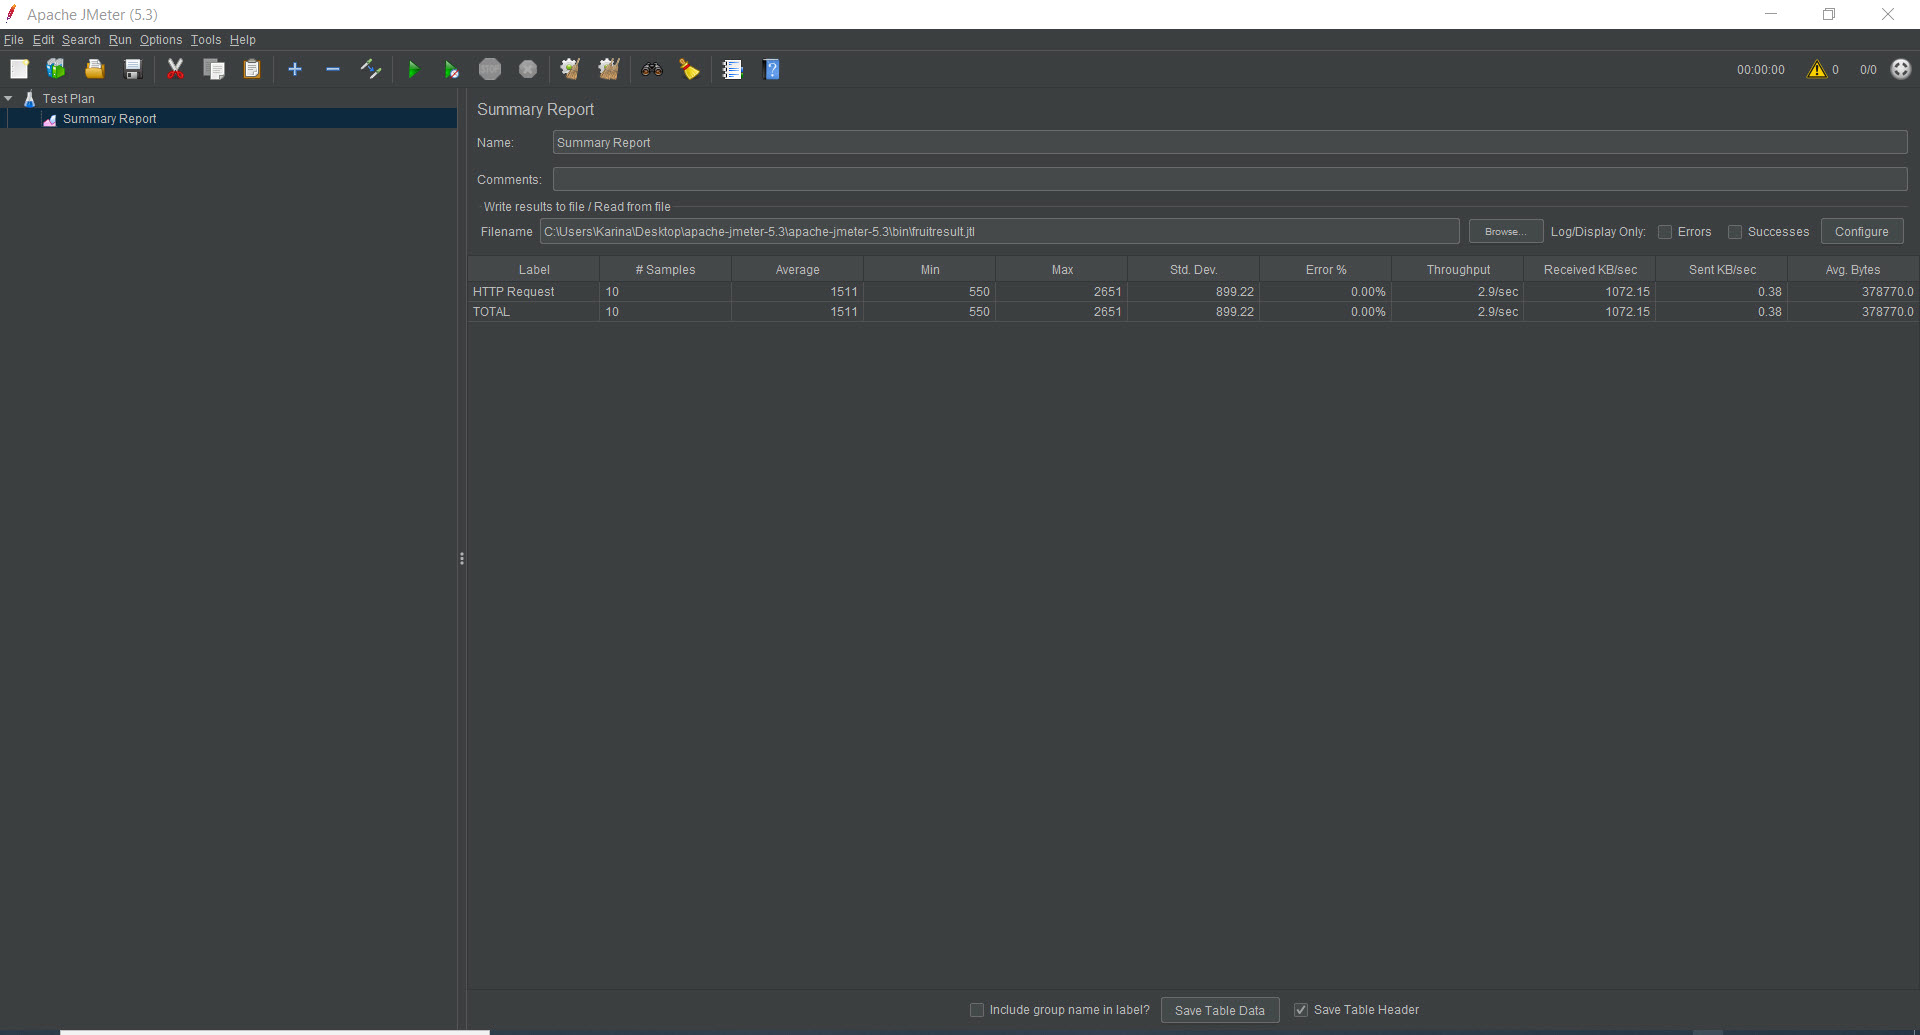 Apache JMeter (5.3)
File Edit Search Run Options Tools Help
STOP
00:00:00 0 0/0
Test Plan
Summary Report
Summary Report
Name: Summary Report
Comments:
Write results to file / Read from file
Filename C:\Users\Karina\Desktop\apache-jmeter-5.3\apache-jmeter-5.3\bin\fruitresult.jtl Browse... Log/Display Only: Errors Successes Configure
Label # Samples Average Min Max Std. Dev. Error % Throughput Received KB/sec Sent KB/sec Avg. Bytes
HTTP Request 10 1511 550 2651 899.22 0.00% 2.9/sec 1072.15 0.38 378770.0
TOTAL 10 1511 550 2651 899.22 0.00% 2.9/sec 1072.15 0.38 378770.0
Include group name in label? Save Table Data Save Table Header